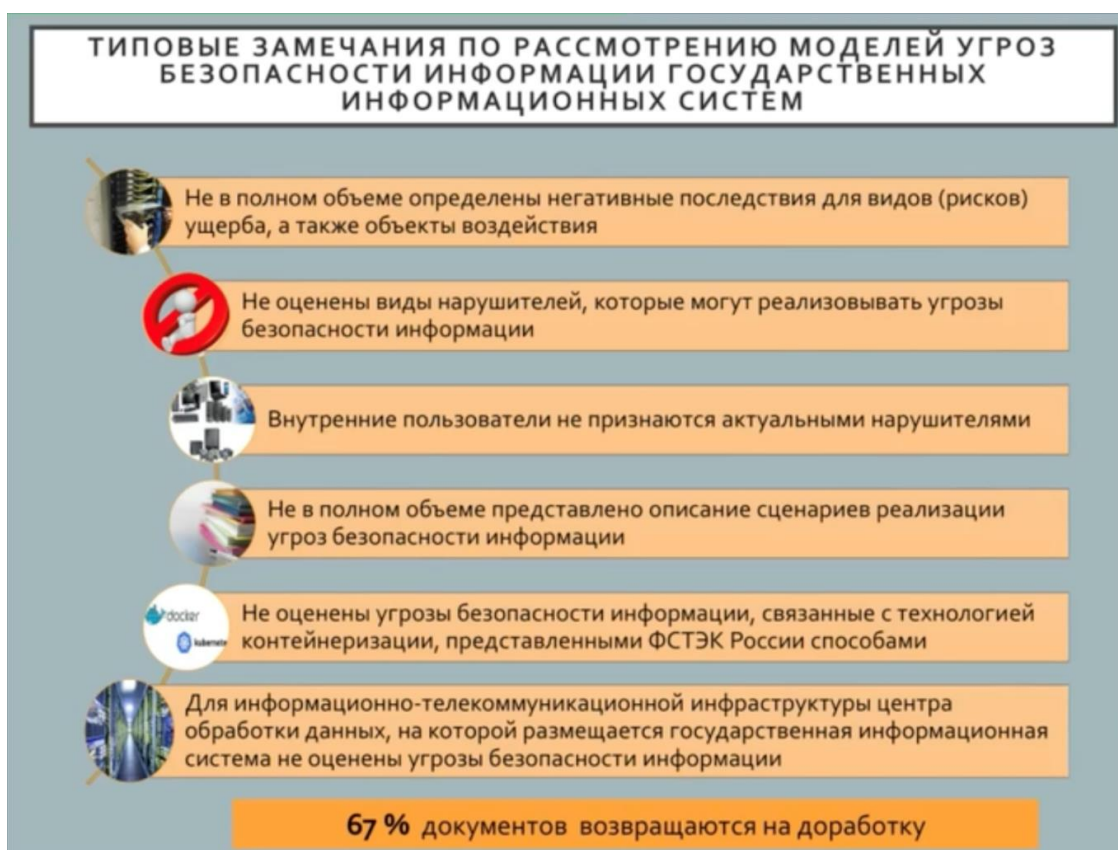 ТИПОВЫЕ ЗАМЕЧАНИЯ ПО РАССМОТРЕНИЮ МОДЕЛЕЙ УГРОЗ
БЕЗОПАСНОСТИ ИНФОРМАЦИИ ГОСУДАРСТВЕННЫХ
ИНФОРМАЦИОННЫХ СИСТЕМ
Не в полном объеме определены негативные последствия для видов (рисков)
ущерба, а также объекты воздействия
Не оценены виды нарушителей, которые могут реализовывать угрозы
безопасности информации
Внутренние пользователи не признаются актуальными нарушителями
Не в полном объеме представлено описание сценариев реализации
угроз безопасности информации
docker
kubernete
Не оценены угрозы безопасности информации, связанные с технологией
контейнеризации, представленными ФСТЭК России способами
Для информационно-телекоммуникационной инфраструктуры центра
обработки данных, на которой размещается государственная информационная
система не оценены угрозы безопасности информации
67 % документов возвращаются на доработку